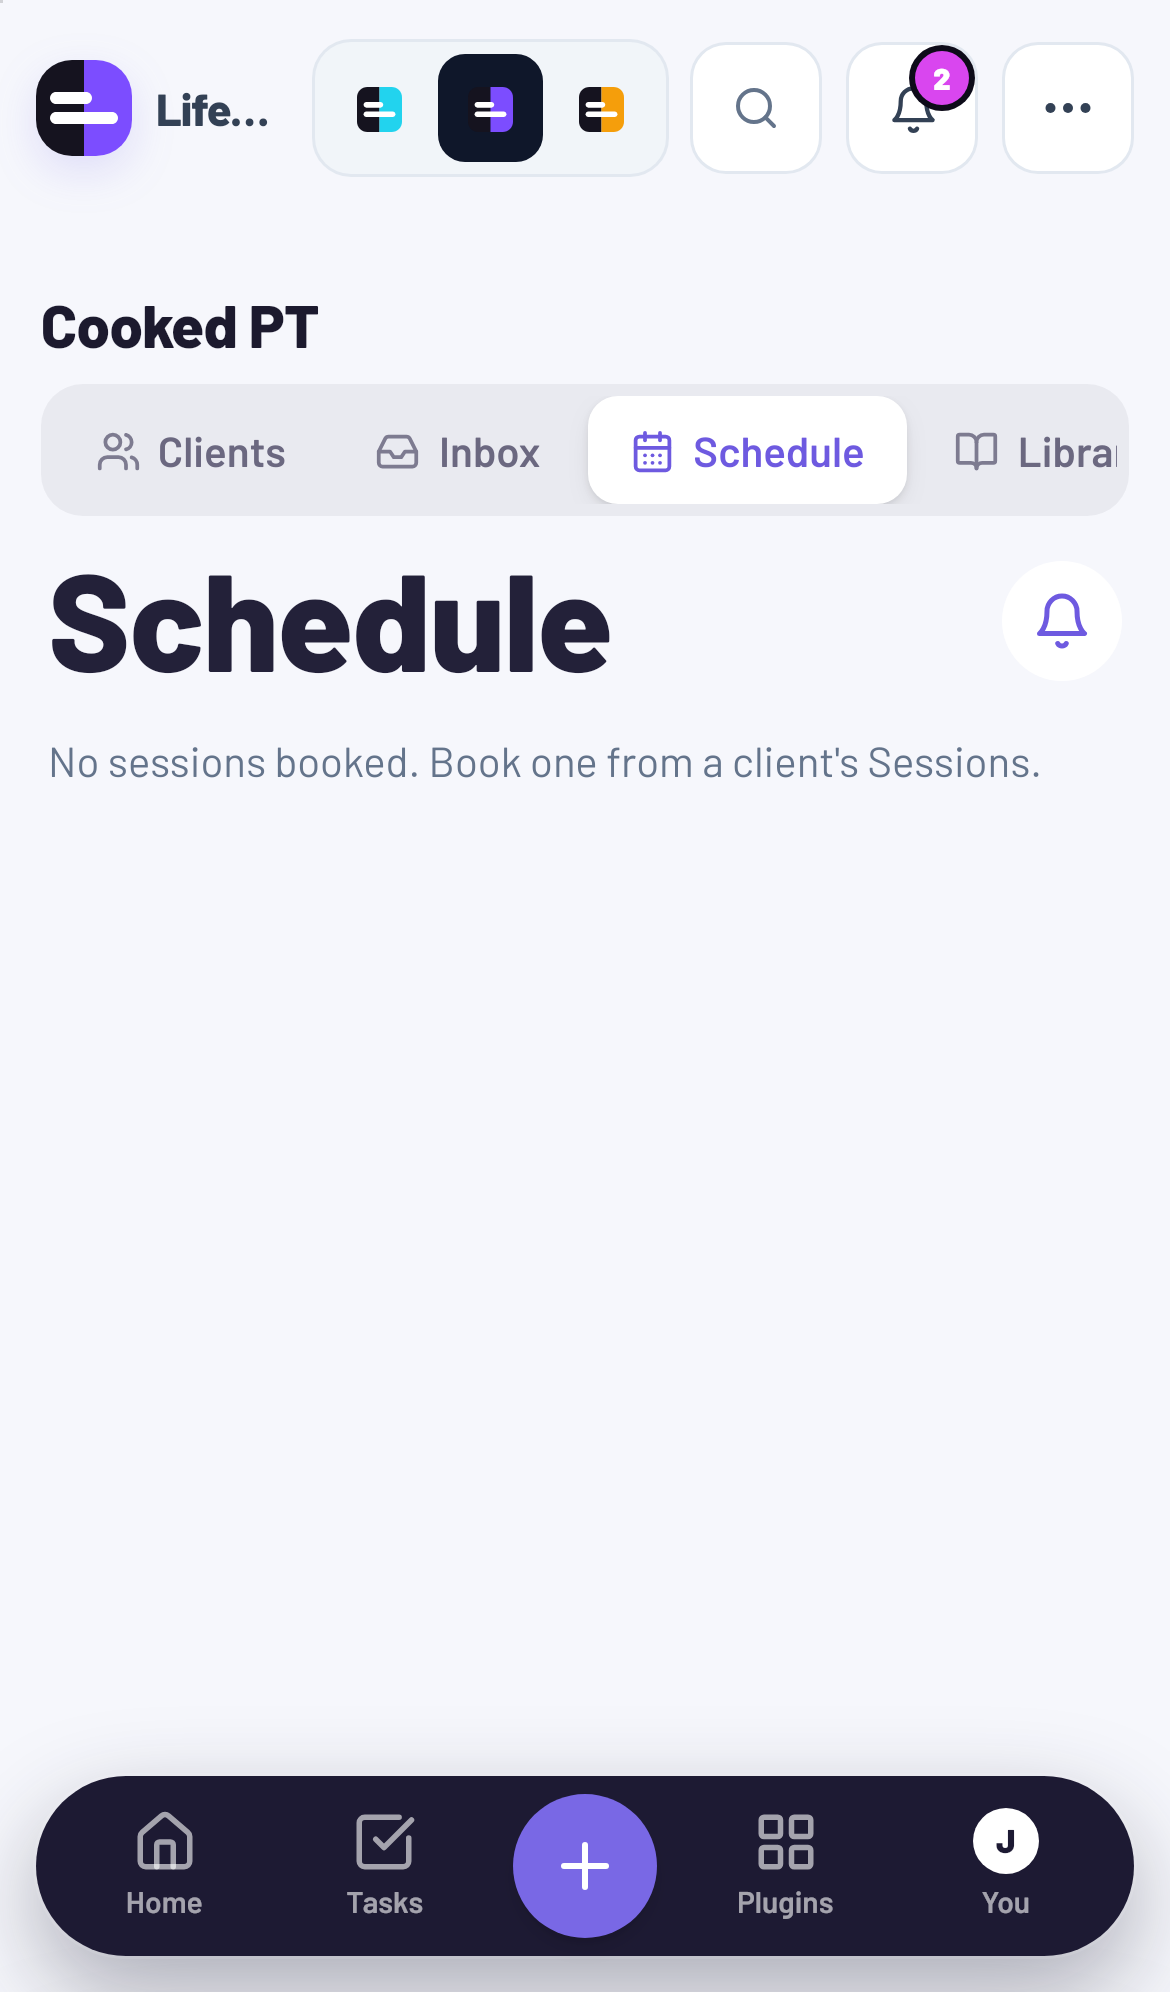 Life...
2
Cooked PT
Clients Inbox Schedule Librar
Schedule
No sessions booked. Book one from a client's Sessions.
J
Home Tasks Plugins You